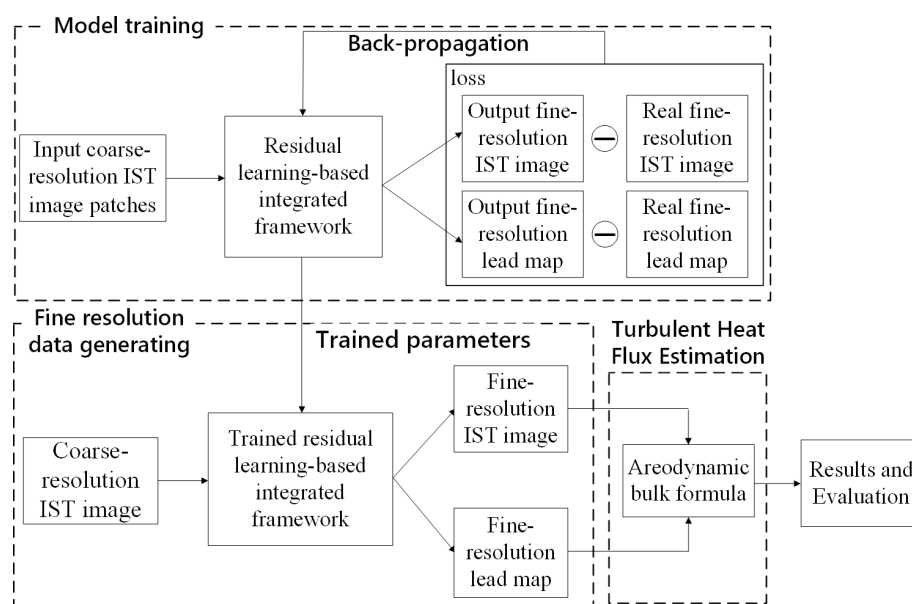 Model training
Back-propagation
loss
Input coarse-
resolution IST
image patches
Residual
learning-based
integrated
framework
Output fine-
resolution
IST image
Real fine-
resolution
IST image
Output fine-
resolution
lead map
Real fine-
resolution
lead map
Fine resolution
data generating
Trained parameters
Turbulent Heat
Flux Estimation
Coarse-
resolution
IST image
Trained residual
learning-based
integrated
framework
Fine-
resolution
IST image
Fine-
resolution
lead map
Areodynamic
bulk formula
Results and
Evaluation